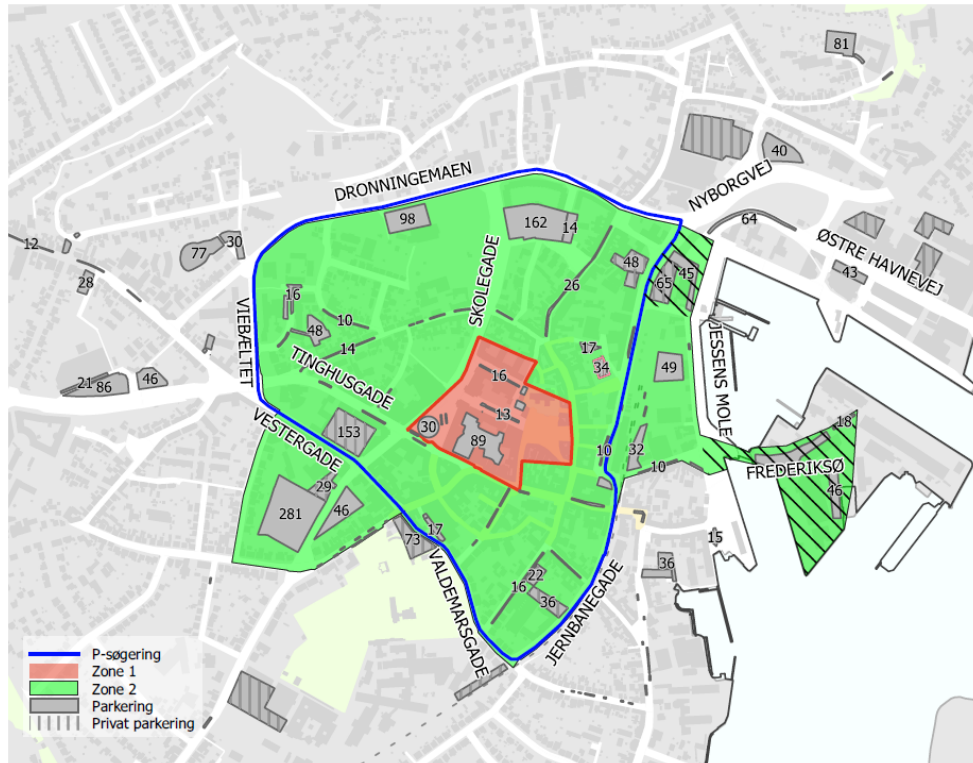 81
40
NYBORGVEJ
DRONNINGEMAEN
64
98
162
14
12
30
77
ØSTRE HAVNEVEJ
48
43
28
45
65
26
16
SKOLEGADE
10
48
VIEBÆLTET
14
17
34
49
JESSENS MOLE
TINGHUSGADE
16
21
86
46
13
18
30
153
89
10
32
VESTERGADE
10
FREDERIKSØ
29
46
281
46
17
73
15
22
36
16
36
VALDEMARSGADE
JERNBANEGADE
P-søgering
Zone 1
Zone 2
Parkering
Privat parkering